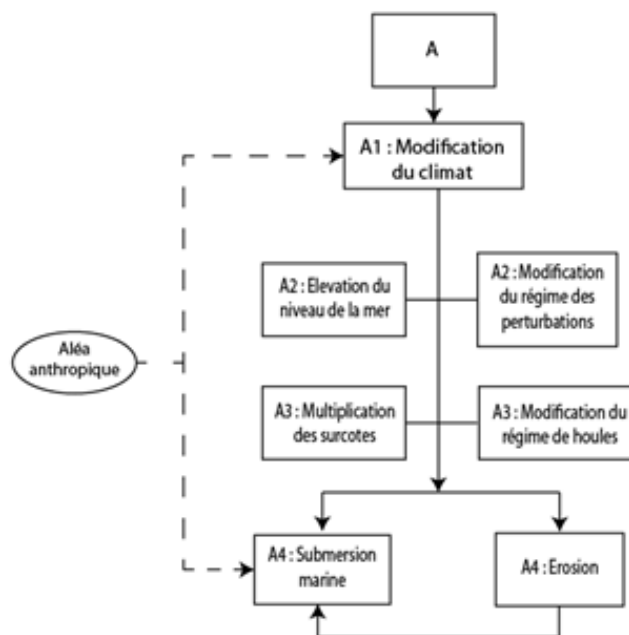 A
A1 : Modification
du climat
A2 : Elevation du
niveau de la mer
A2 : Modification
du régime des
perturbations
Aléa
anthropique
A3 : Multiplication
des surcotes
A3 : Modification du
régime de houles
A4 : Submersion
marine
A4 : Erosion